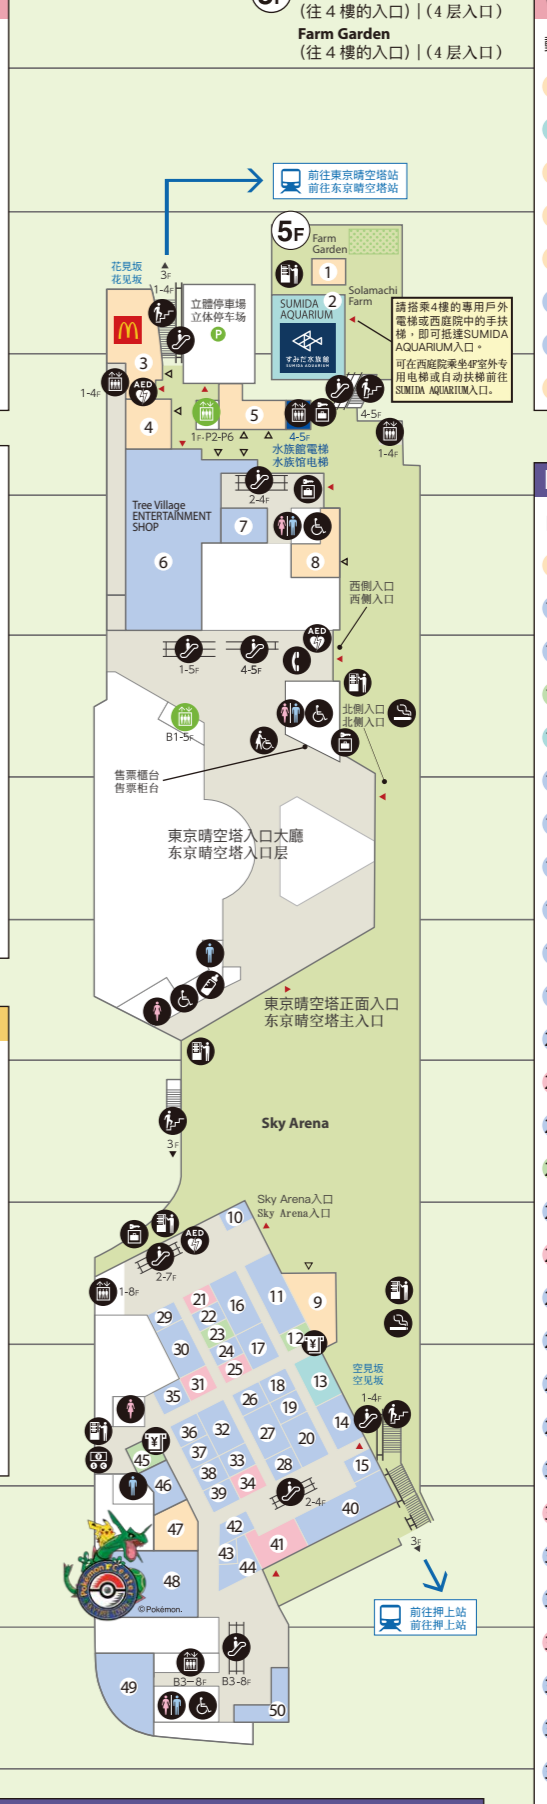 (往 4 樓的入口) | (4 层入口)
Farm Garden
(往 4 樓的入口) | (4 层入口)
前往東京晴空塔站
前往东京晴空塔站
花見坂
花见坂
3F
1-4F
立體停車場
立体停车场
P
5F
Farm
Garden
1
2
Solamachi
Farm
SUMIDA
AQUARIUM
すみだ水族館
SUMIDA AQUARIUM
請搭乘4樓的專用戶外
電梯或西庭院中的手扶
梯，即可抵達SUMIDA
AQUARIUM入口。
可在西庭院乘坐4F室外专
用电梯或自动扶梯前往
SUMIDA AQUARIUM入口。
3
1-4F
AED
4
5
1F·P2-P6
4-5F
水族館電梯
水族馆电梯
4-5F
1-4F
2-4F
Tree Village
ENTERTAINMENT
SHOP
6
7
8
西側入口
西侧入口
AED
1-5F
4-5F
B1-5F
北側入口
北侧入口
售票櫃台
售票柜台
東京晴空塔入口大廳
东京晴空塔入口层
東京晴空塔正面入口
东京晴空塔主入口
Sky Arena
3F
Sky Arena入口
Sky Arena入口
10
AED
2-7F
1-8F
9
11
12
16
21
22
23
24
25
17
29
30
31
35
13
18
19
20
26
27
28
14
15
空見坂
空见坂
1-4F
36
37
38
39
32
33
34
45
46
47
48
2-4F
40
41
42
43
44
3F
前往押上站
前往押上站
Pokémon Center
©Pokémon.
B3-8F
B3-8F
49
50